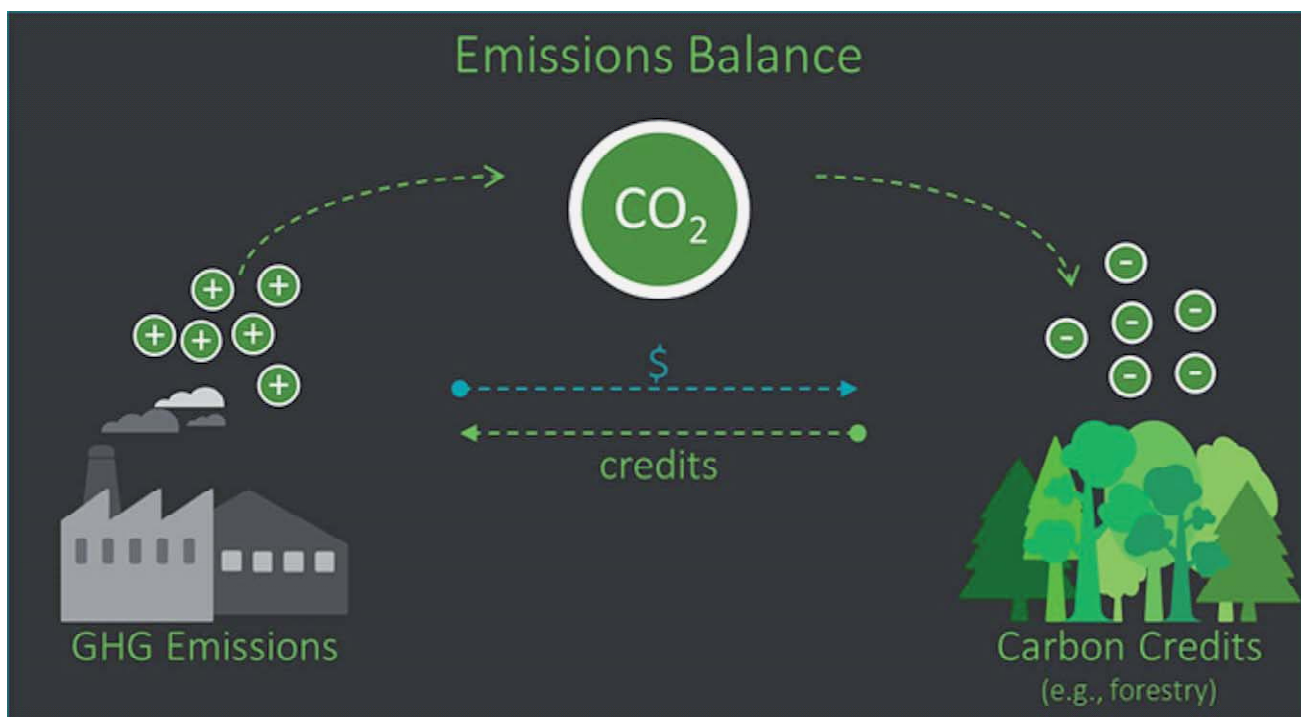 Emissions Balance
CO₂
+ +
+ + +
+
-
- - -
- -
$
credits
GHG Emissions
Carbon Credits
(e.g., forestry)